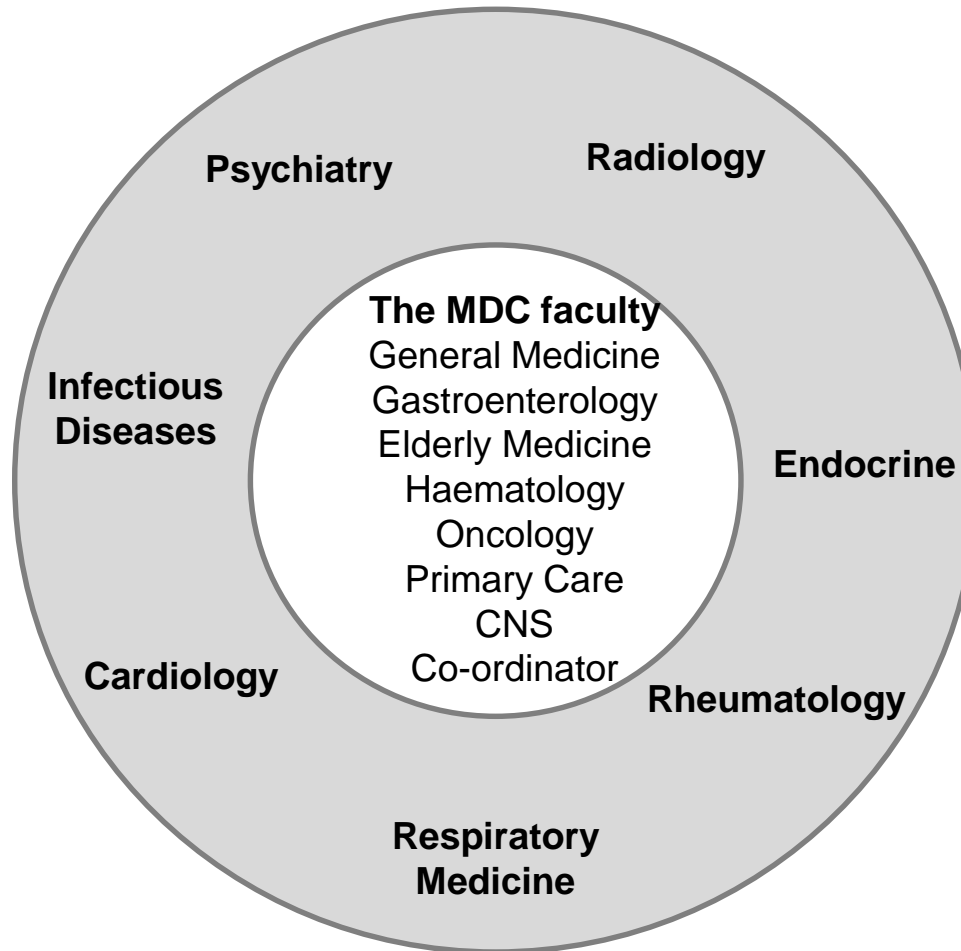 Psychiatry
Radiology
The MDC faculty
General Medicine
Gastroenterology
Elderly Medicine
Haematology
Oncology
Primary Care
CNS
Co-ordinator
Infectious
Diseases
Endocrine
Cardiology
Rheumatology
Respiratory
Medicine